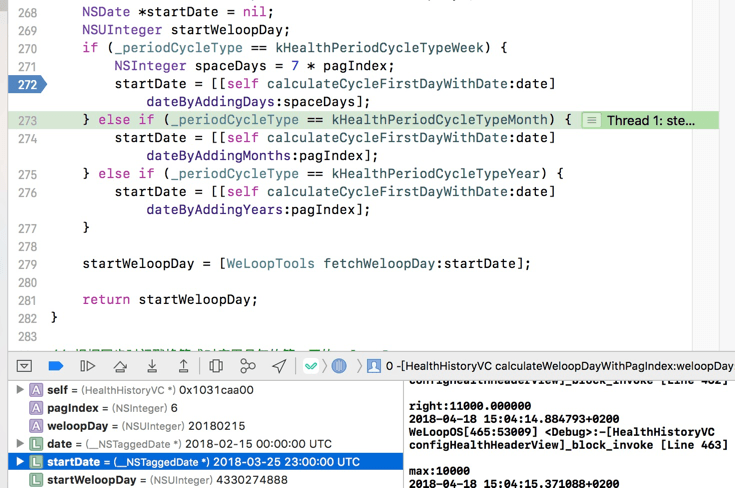 268 NSDate *startDate = nil;
269 NSUInteger startWeloopDay;
270 if (_periodCycleType == kHealthPeriodCycleTypeWeek) {
271 NSInteger spaceDays = 7 * pagIndex;
272 startDate = [[self calculateCycleFirstDayWithDate:date]
dateByAddingDays:spaceDays];
273 } else if (_periodCycleType == kHealthPeriodCycleTypeMonth) { Thread 1: ste...
274 startDate = [[self calculateCycleFirstDayWithDate:date]
dateByAddingMonths:pagIndex];
275 } else if (_periodCycleType == kHealthPeriodCycleTypeYear) {
276 startDate = [[self calculateCycleFirstDayWithDate:date]
dateByAddingYears:pagIndex];
277 }
278
279 startWeloopDay = [WeLoopTools fetchWeloopDay:startDate];
280
281 return startWeloopDay;
282 }
283
0 -[HealthHistoryVC calculateWeloopDayWithPagIndex:weloopDay
A self = (HealthHistoryVC *) 0x1031caa00
A pagIndex = (NSInteger) 6
A weloopDay = (NSUInteger) 20180215
L date = (__NSTaggedDate *) 2018-02-15 00:00:00 UTC
L startDate = (__NSTaggedDate *) 2018-03-25 23:00:00 UTC
L startWeloopDay = (NSUInteger) 4330274888
configHealthHeaderView]_block_invoke [Line 462]
right:11000.000000
2018-04-18 15:04:14.884793+0200
WeLoopOS[465:53009] <Debug>:-[HealthHistoryVC
configHealthHeaderView]_block_invoke [Line 463]
max:10000
2018-04-18 15:04:15.371088+0200